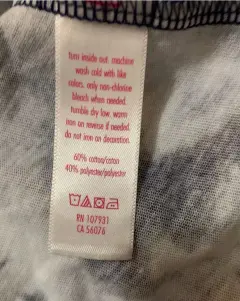 turn inside out. machine
wash cold with like
colors. only non-chlorine
bleach when needed.
tumble dry low. warm
iron on reverse if needed.
do not iron on decoration.
60% cotton/coton
40% polyester/polyester
RN 107931
CA 56076